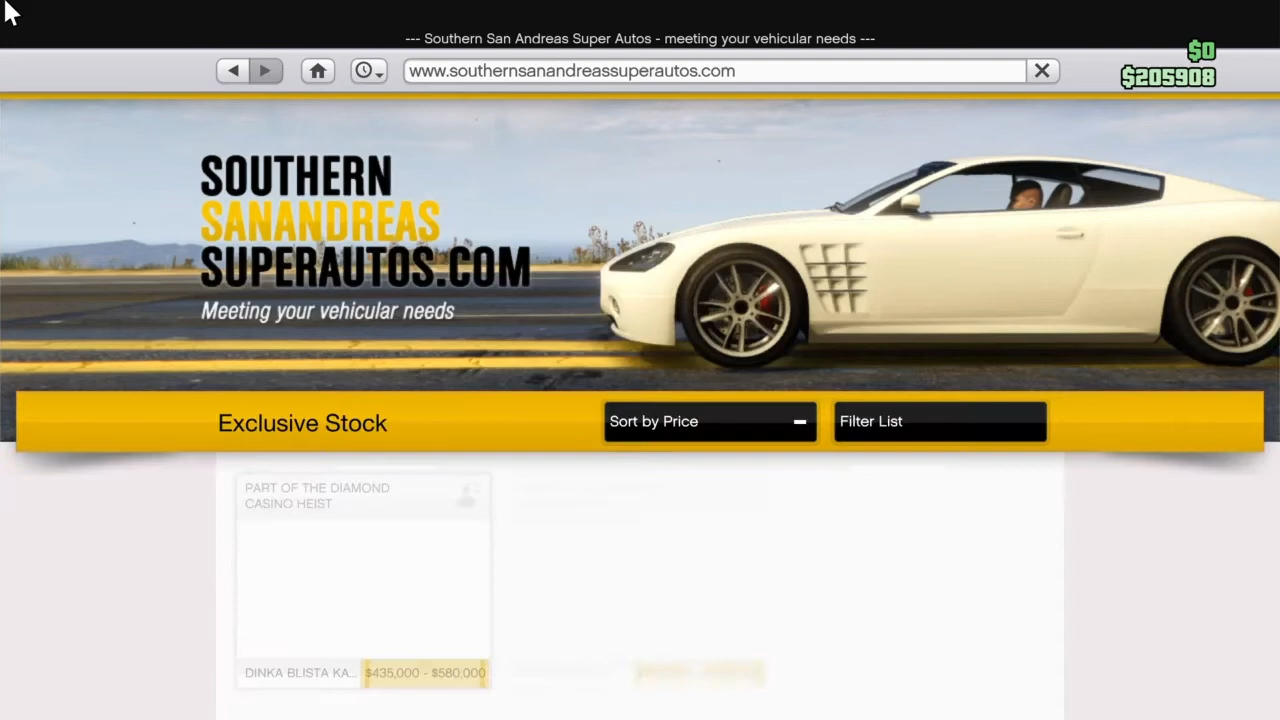 --- Southern San Andreas Super Autos - meeting your vehicular needs ---
$0
www.southernsanandreassuperautos.com
$205908
SOUTHERN
SANANDREAS
SUPERAUTOS.COM
Meeting your vehicular needs
Exclusive Stock
Sort by Price
Filter List
PART OF THE DIAMOND
CASINO HEIST
DINKA BLISTA KA... $435,000 - $580,000